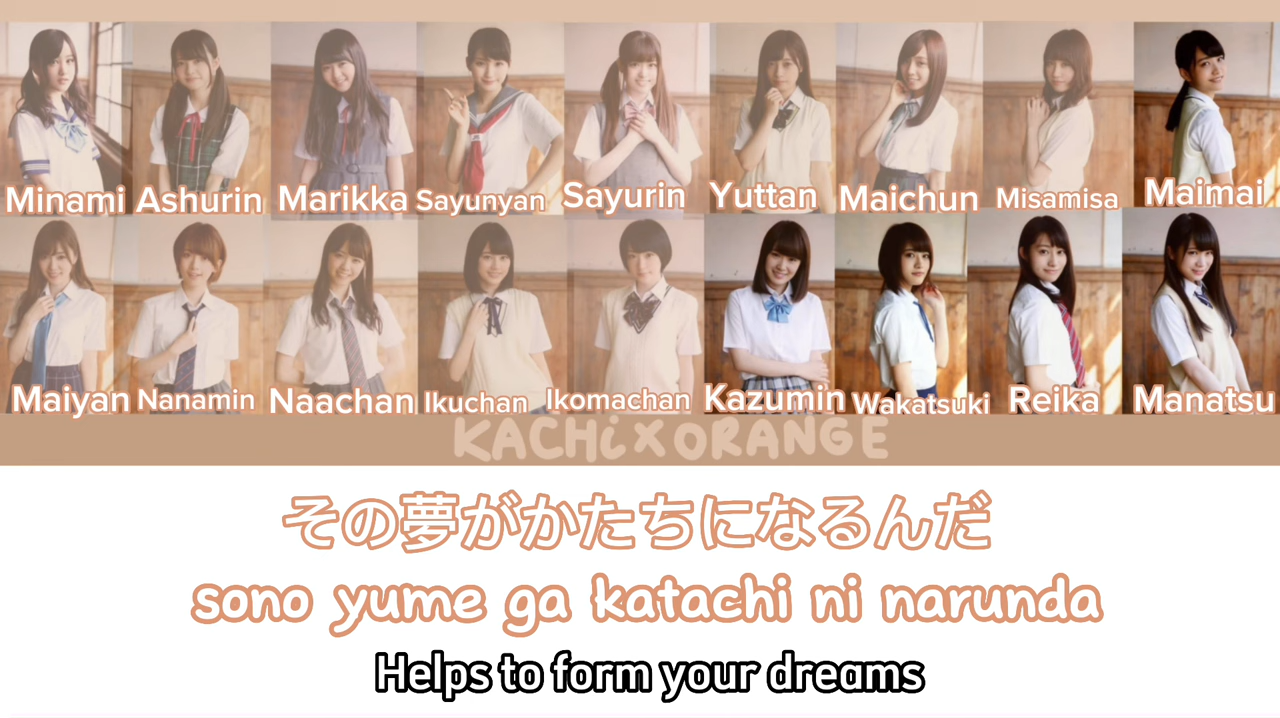 Minami Ashurin Marikka Sayunyan Sayurin Yuttan Maichun Misamisa Maimai
Maiyan Nanamin Naachan Ikuchan Ikomachan Kazumin Wakatsuki Reika Manatsu
KACHi×ORANGE
その夢がかたちになるんだ
sono yume ga katachi ni narunda
Helps to form your dreams